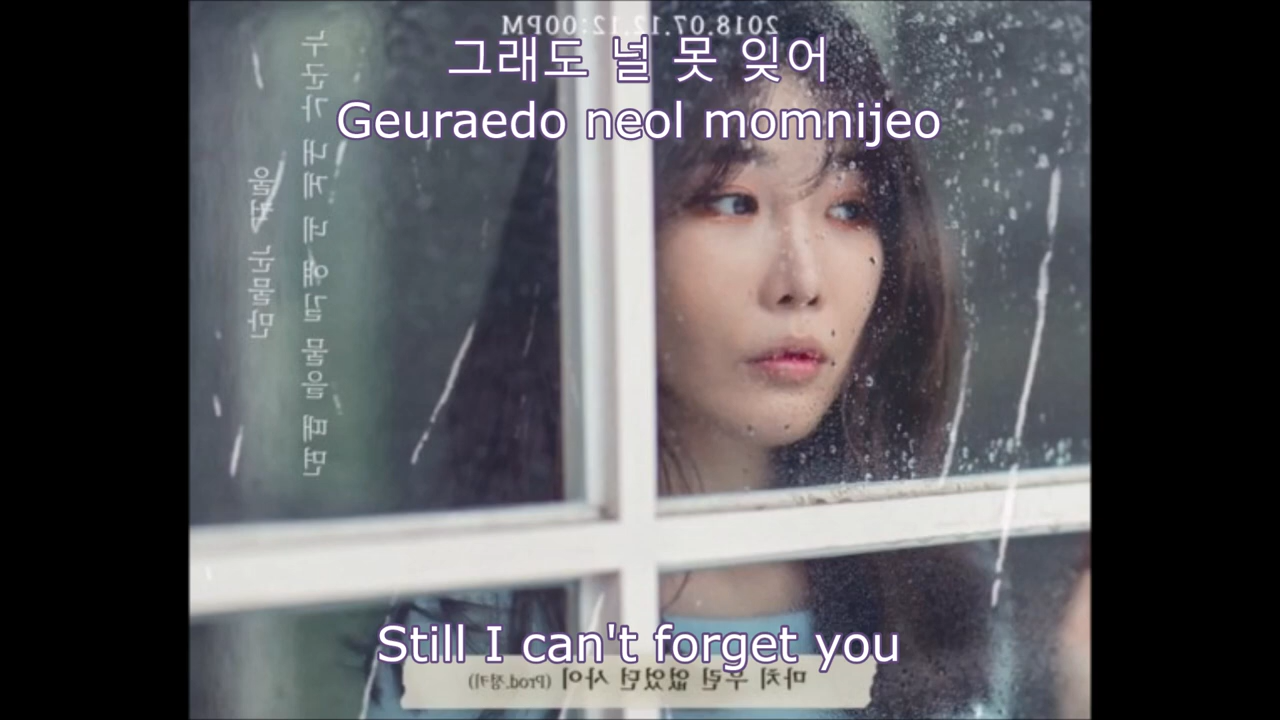 2018.07.12.12:00PM
그래도 널 못 잊어
Geuraedo neol momnijeo
Still I can't forget you
마치 우린 없었던 사이 (Prod.정키)